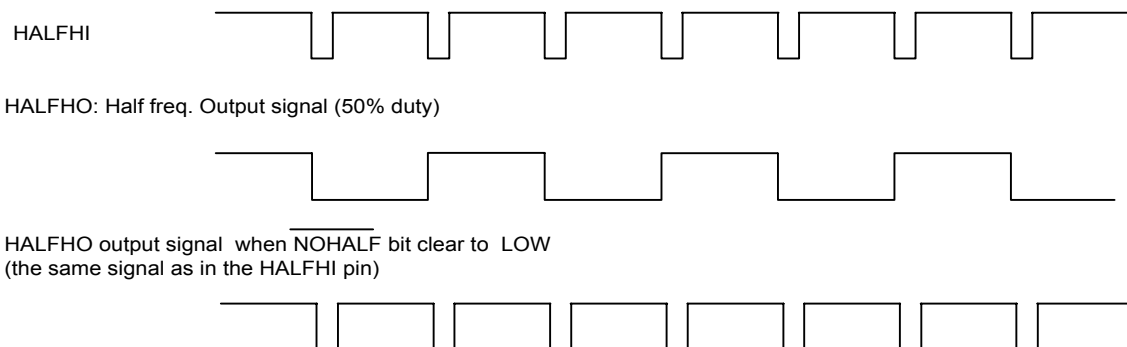 HALFHI
HALFHO: Half freq. Output signal (50% duty)
HALFHO output signal when NOHALF bit clear to LOW
(the same signal as in the HALFHI pin)